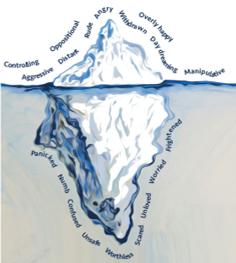 Controlling
Aggressive
Oppositional
Distant
Rude
Angry
Withdrawn
Overly happy
Day dreaming
Manipulative
Panicked
Numb
Confused
Unsafe
Worthless
Scared
Unloved
Worried
Frightened